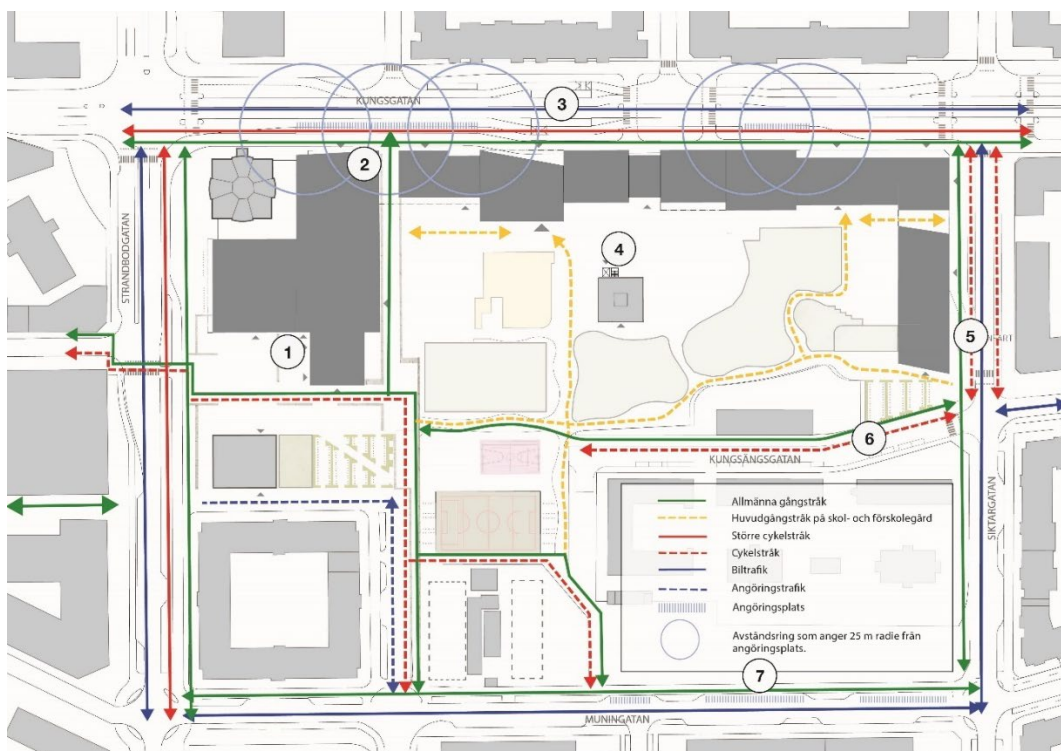 KUNGSGATAN
3
2
STRANDBODGATAN
4
1
5
6
KUNGSÄNGSGATAN
SIKTARGATAN
Allmänna gångstråk
Huvudgångstråk på skol- och förskolegård
Större cykelstråk
Cykelstråk
Biltrafik
Angöringstrafik
Angöringsplats
Avståndsring som anger 25 m radie från
angöringsplats.
7
MUNINGATAN